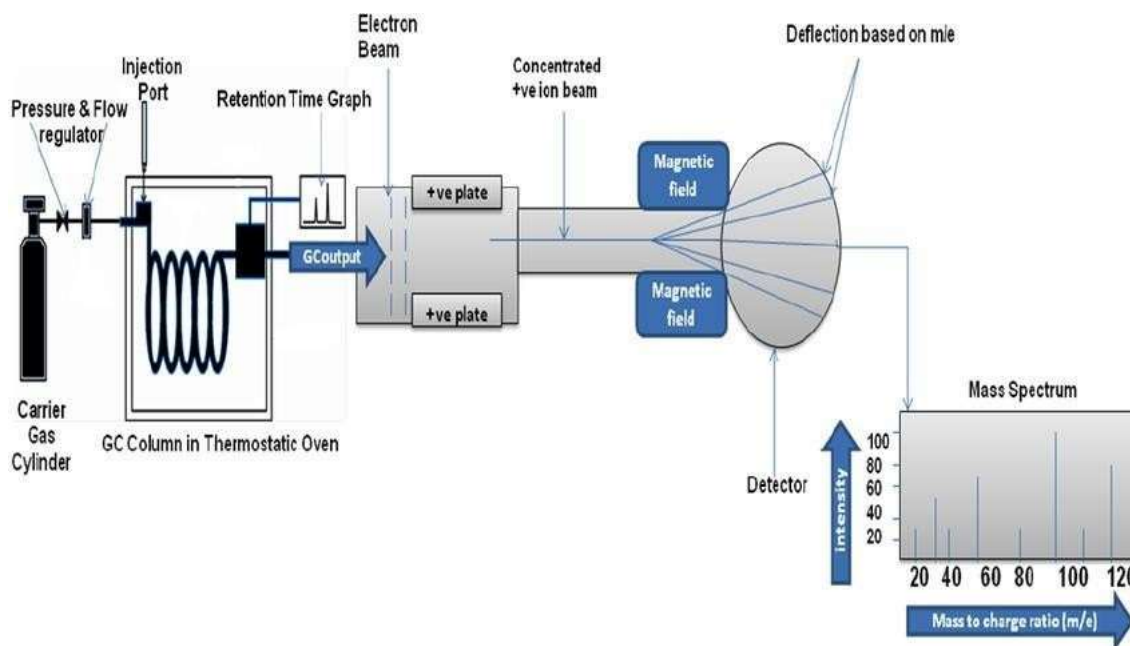 Electron
Beam
Injection
Port
Pressure & Flow
regulator
Retention Time Graph
Concentrated
+ve ion beam
Deflection based on m/e
+ve plate
Magnetic
field
GCoutput
+ve plate
Magnetic
field
Carrier
Gas
Cylinder
GC Column in Thermostatic Oven
Detector
Mass Spectrum
intensity
100
80
60
40
20
20 40 60 80 100 120
Mass to charge ratio (m/e)